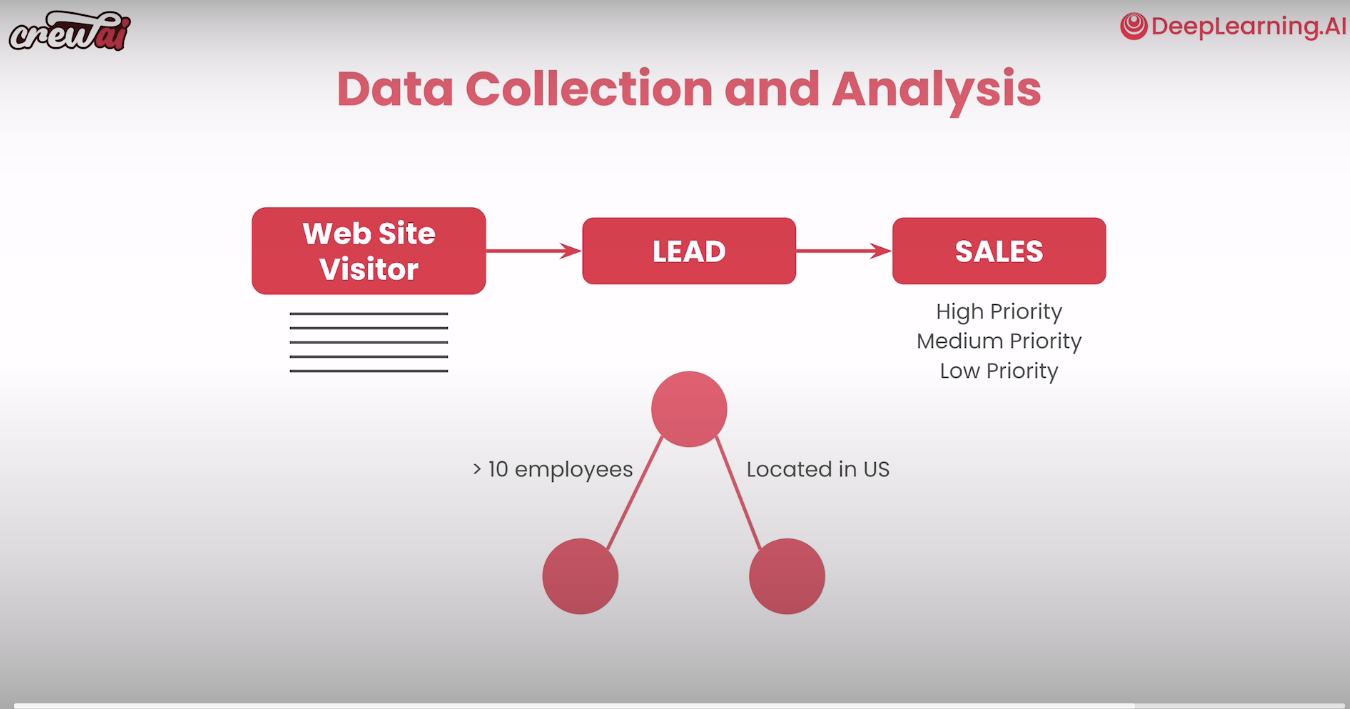 crewai
DeepLearning.AI
Data Collection and Analysis
Web Site
Visitor
LEAD
SALES
High Priority
Medium Priority
Low Priority
> 10 employees
Located in US